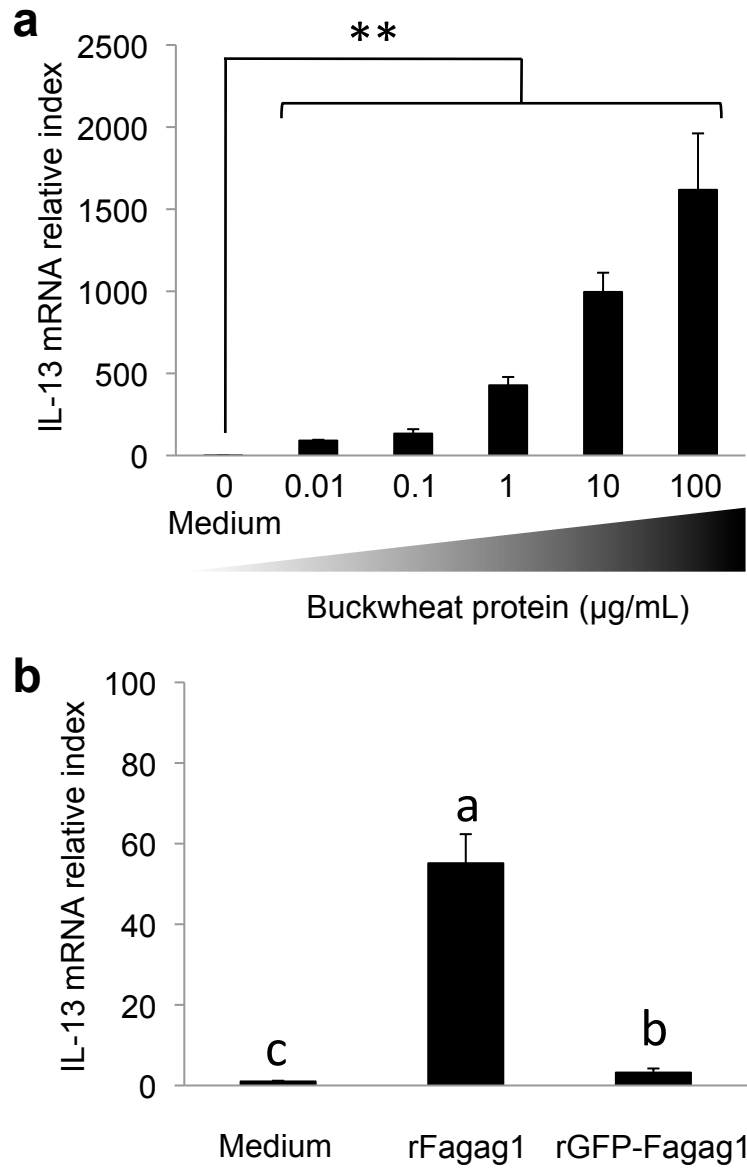 a
**
2500
2000
1500
1000
500
0
IL-13 mRNA relative index
0 0.01 0.1 1 10 100
Medium
Buckwheat protein (µg/mL)
b
100
80
60
40
20
0
IL-13 mRNA relative index
c
a
b
Medium rFagag1 rGFP-Fagag1